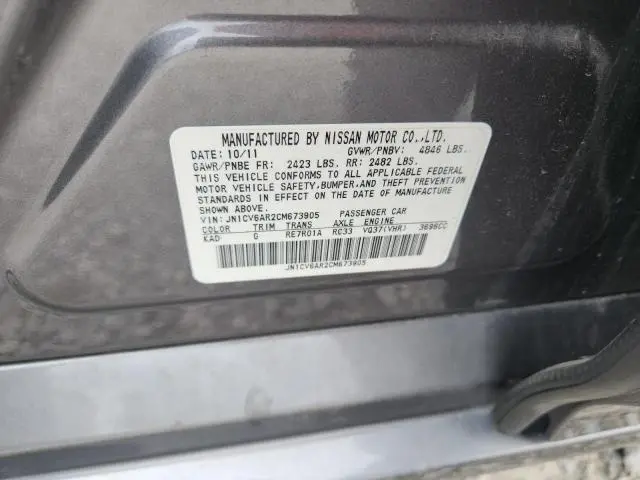 MANUFACTURED BY NISSAN MOTOR CO.,LTD.
DATE: 10/11 GVWR/PNBV: 4846 LBS.
GAWR/PNBE FR: 2423 LBS. RR: 2482 LBS.
THIS VEHICLE CONFORMS TO ALL APPLICABLE FEDERAL
MOTOR VEHICLE SAFETY,BUMPER,AND THEFT PREVENTION
STANDARDS IN EFFECT ON THE DATE OF MANUFACTURE
SHOWN ABOVE.
VIN: JN1CV6AR2CM673905 PASSENGER CAR
COLOR TRIM TRANS AXLE ENGINE
KAD G RE7R01A RC33 VQ37(VHR) 3696CC
JN1CV6AR2CM673905